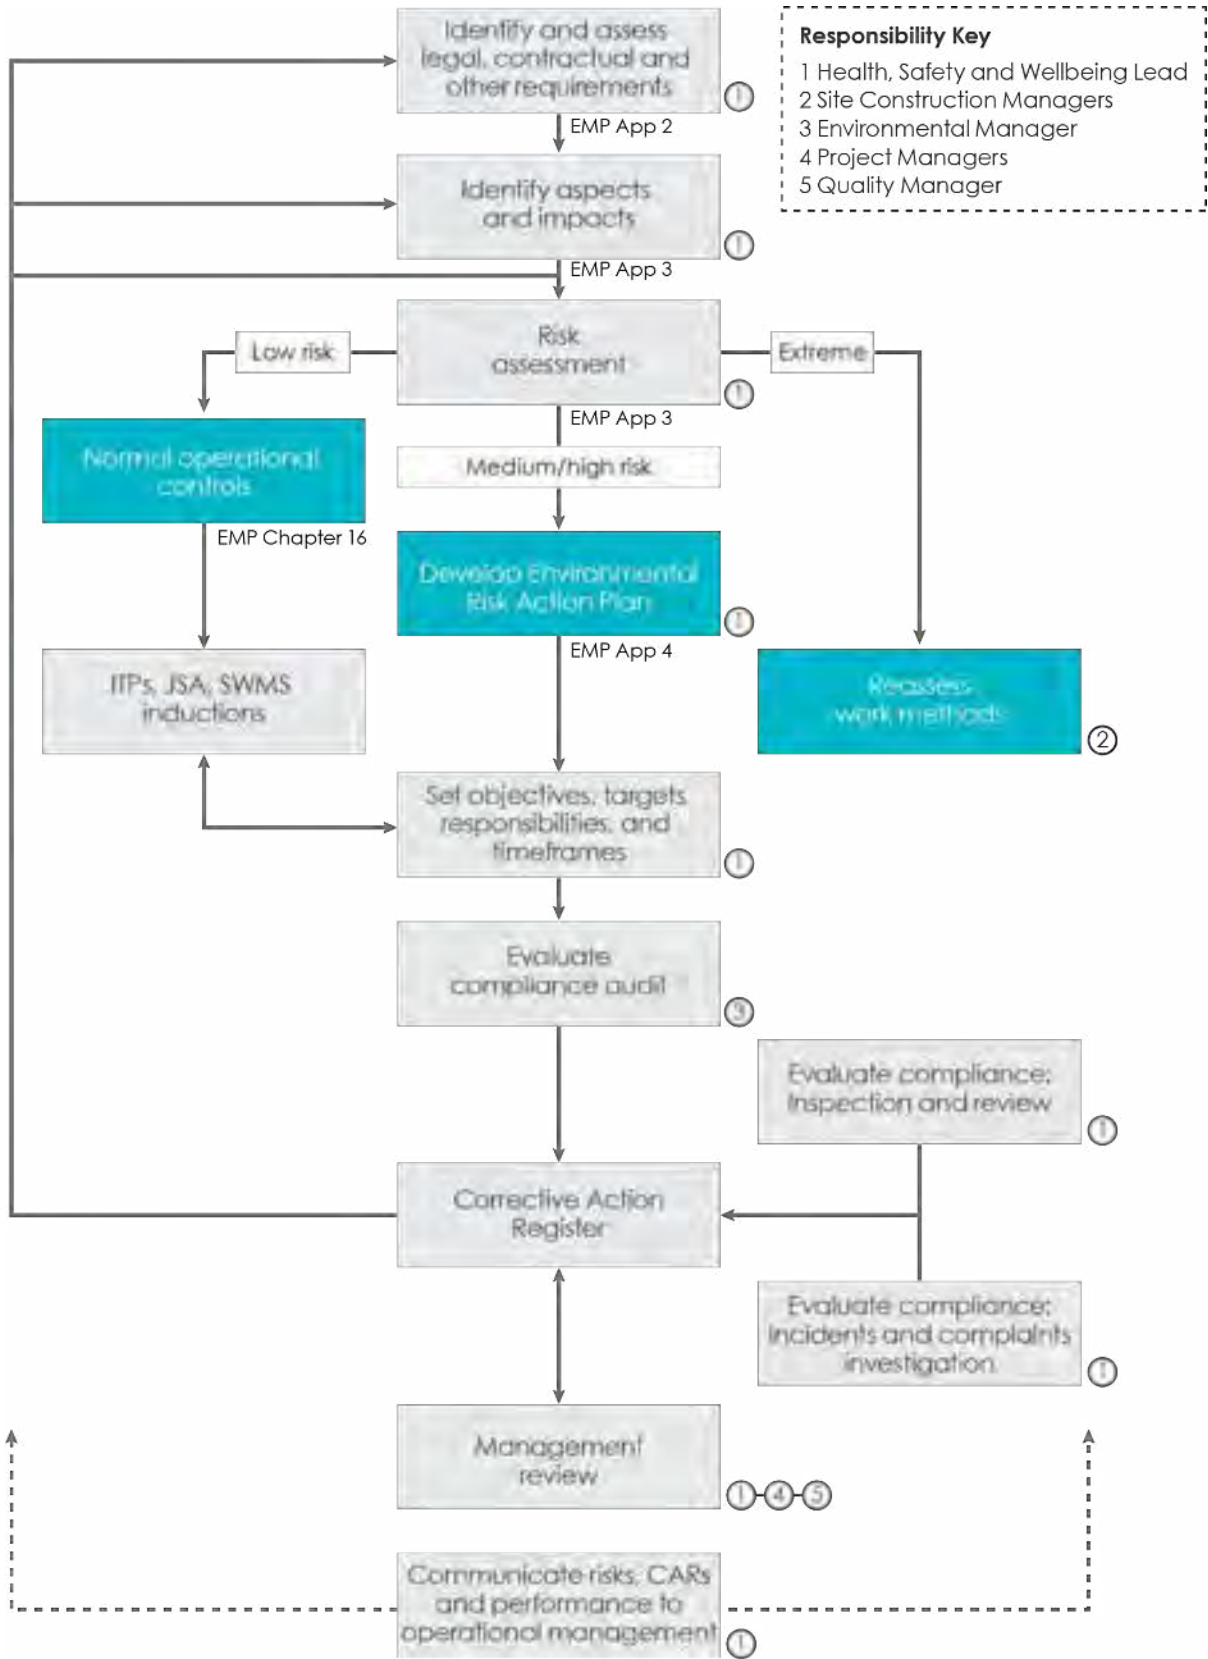 Identify and assess
legal, contractual and
other requirements
1
EMP App 2
Responsibility Key
1 Health, Safety and Wellbeing Lead
2 Site Construction Managers
3 Environmental Manager
4 Project Managers
5 Quality Manager
Identify aspects
and impacts
1
EMP App 3
Risk
assessment
1
Low risk
Extreme
EMP App 3
Medium/high risk
Normal operational
controls
EMP Chapter 16
Develop Environmental
Risk Action Plan
1
EMP App 4
ITPs, JSA, SWMS
inductions
Reassess
work methods
2
Set objectives, targets
responsibilities, and
timeframes
1
Evaluate
compliance audit
3
Evaluate compliance:
Inspection and review
1
Corrective Action
Register
Evaluate compliance:
Incidents and complaints
investigation
1
Management
review
1 4 5
Communicate risks, CARs
and performance to
operational management
1